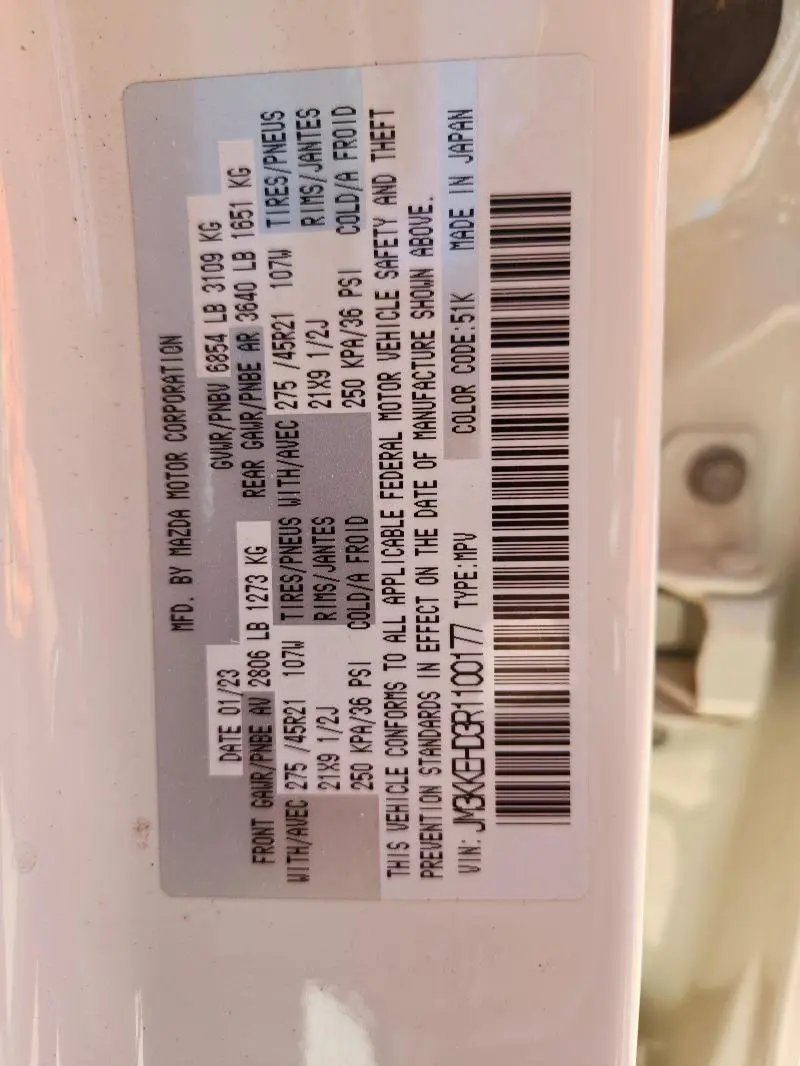 MFD. BY MAZDA MOTOR CORPORATION
DATE 01/23 GVWR/PNBV 6854 LB 3109 KG
FRONT GAWR/PNBE AV 2806 LB 1273 KG REAR GAWR/PNBE AR 3640 LB 1651 KG
WITH/AVEC 275 /45R21 107W TIRES/PNEUS WITH/AVEC 275 /45R21 107W TIRES/PNEUS
21X9 1/2J RIMS/JANTES 21X9 1/2J RIMS/JANTES
250 KPA/36 PSI COLD/A FROID 250 KPA/36 PSI COLD/A FROID
THIS VEHICLE CONFORMS TO ALL APPLICABLE FEDERAL MOTOR VEHICLE SAFETY AND THEFT
PREVENTION STANDARDS IN EFFECT ON THE DATE OF MANUFACTURE SHOWN ABOVE.
VIN: JM3KKEHD3R1100177 TYPE:MPV COLOR CODE:51K MADE IN JAPAN